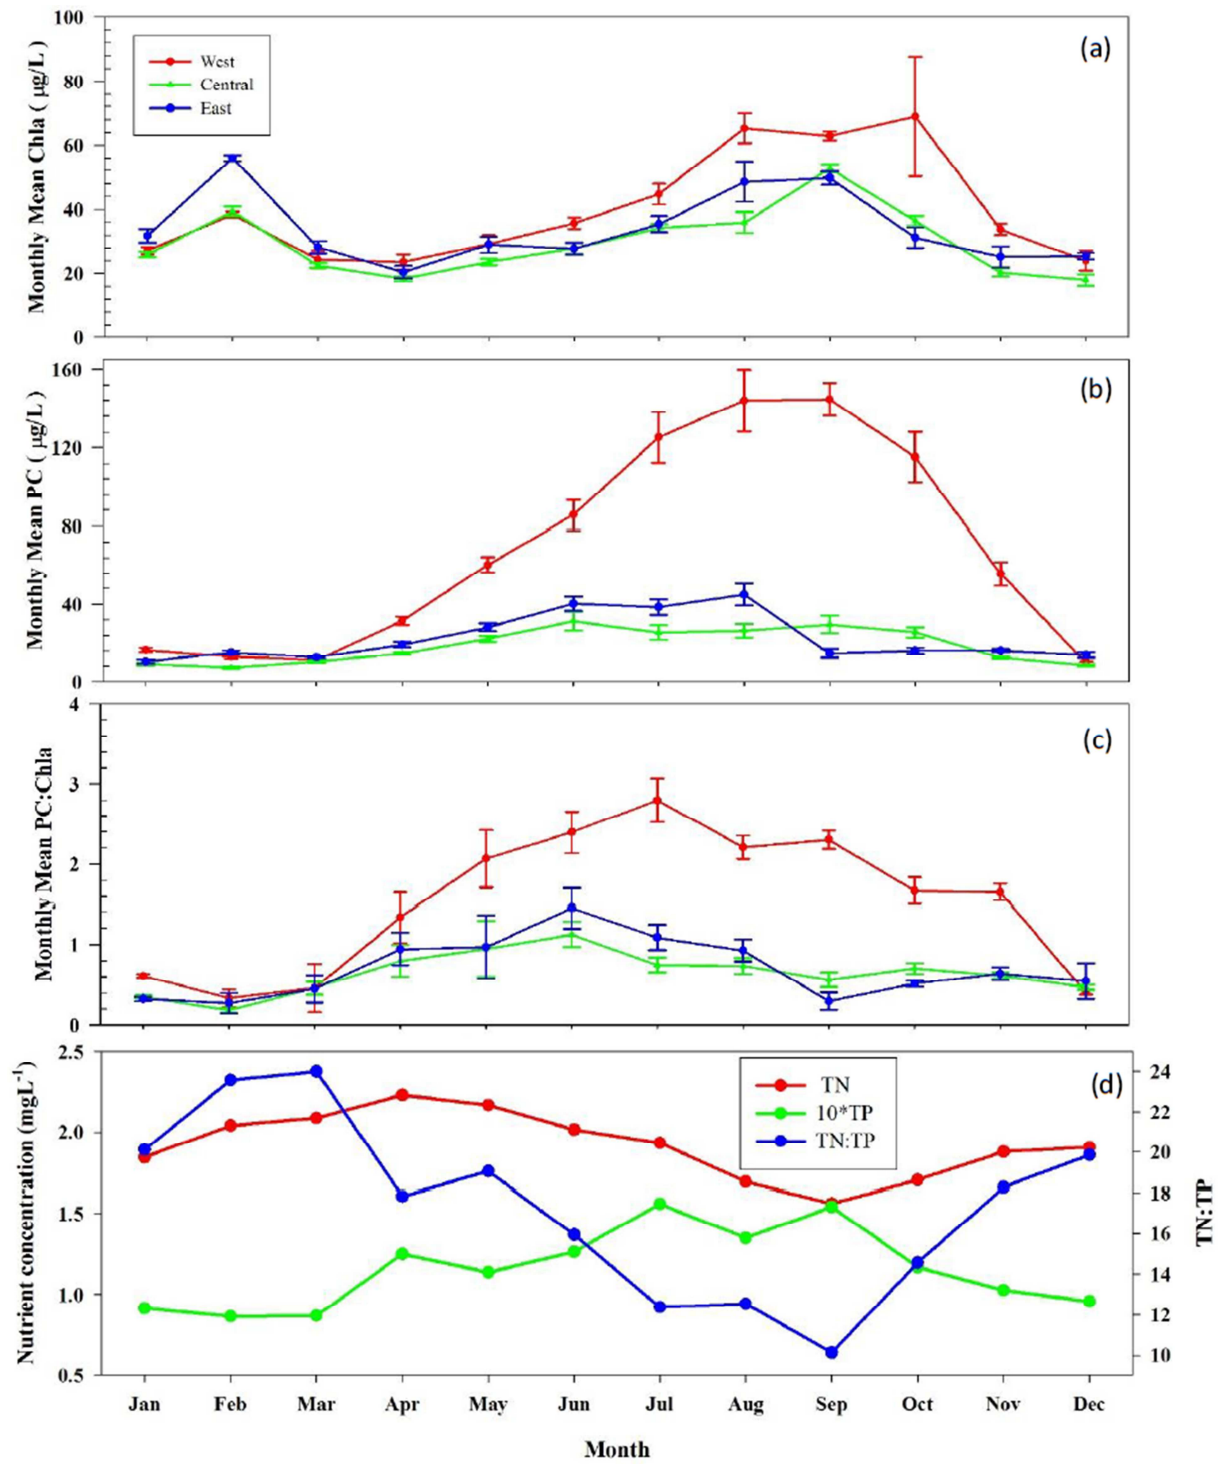 100
80
60
40
20
0
Monthly Mean Chla ( µg/L )
West
Central
East
(a)
160
120
80
40
0
Monthly Mean PC ( µg/L )
(b)
4
3
2
1
0
Monthly Mean PC:Chla
(c)
2.5
2.0
1.5
1.0
0.5
Nutrient concentration (mgL-1)
TN
10*TP
TN:TP
(d)
24
22
20
18
16
14
12
10
TN:TP
Jan Feb Mar Apr May Jun Jul Aug Sep Oct Nov Dec
Month